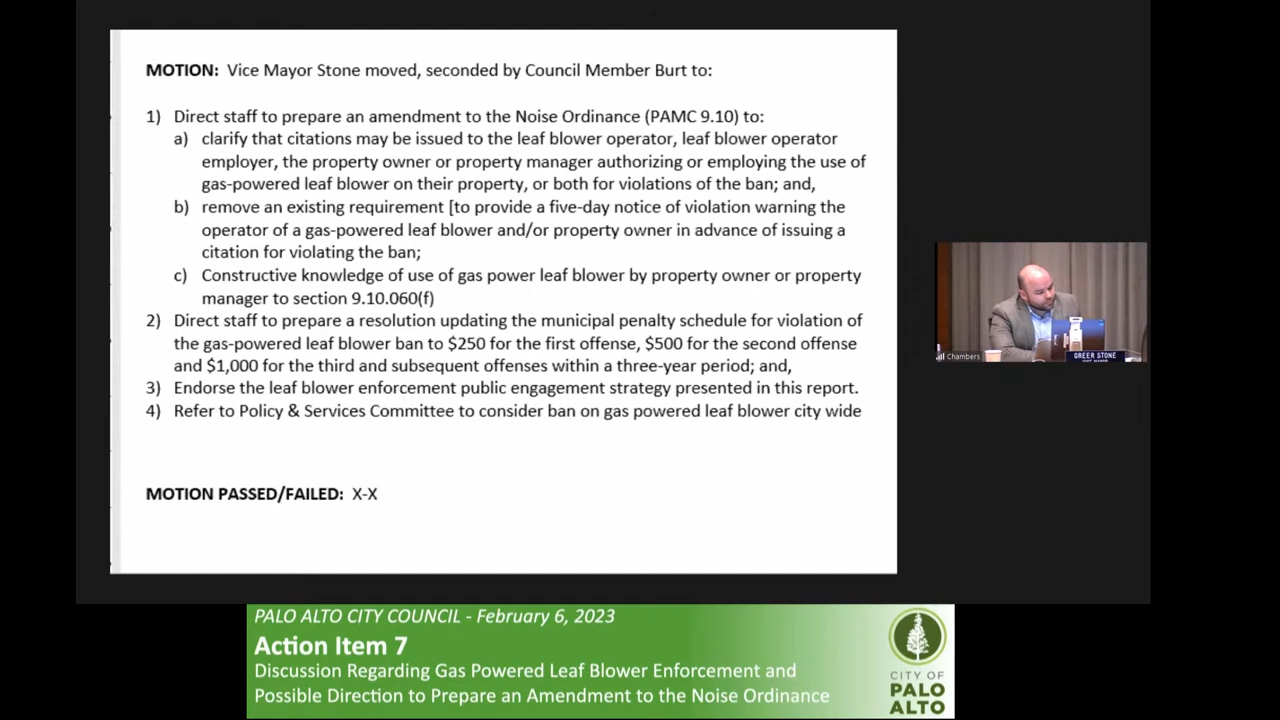 MOTION: Vice Mayor Stone moved, seconded by Council Member Burt to:
1) Direct staff to prepare an amendment to the Noise Ordinance (PAMC 9.10) to:
a) clarify that citations may be issued to the leaf blower operator, leaf blower operator
employer, the property owner or property manager authorizing or employing the use of
gas-powered leaf blower on their property, or both for violations of the ban; and,
b) remove an existing requirement [to provide a five-day notice of violation warning the
operator of a gas-powered leaf blower and/or property owner in advance of issuing a
citation for violating the ban;
c) Constructive knowledge of use of gas power leaf blower by property owner or property
manager to section 9.10.060(f)
2) Direct staff to prepare a resolution updating the municipal penalty schedule for violation of
the gas-powered leaf blower ban to $250 for the first offense, $500 for the second offense
and $1,000 for the third and subsequent offenses within a three-year period; and,
3) Endorse the leaf blower enforcement public engagement strategy presented in this report.
4) Refer to Policy & Services Committee to consider ban on gas powered leaf blower city wide
MOTION PASSED/FAILED: X-X
Chambers
GREER STONE
PALO ALTO CITY COUNCIL - February 6, 2023
Action Item 7
Discussion Regarding Gas Powered Leaf Blower Enforcement and
Possible Direction to Prepare an Amendment to the Noise Ordinance
CITY OF
PALO
ALTO